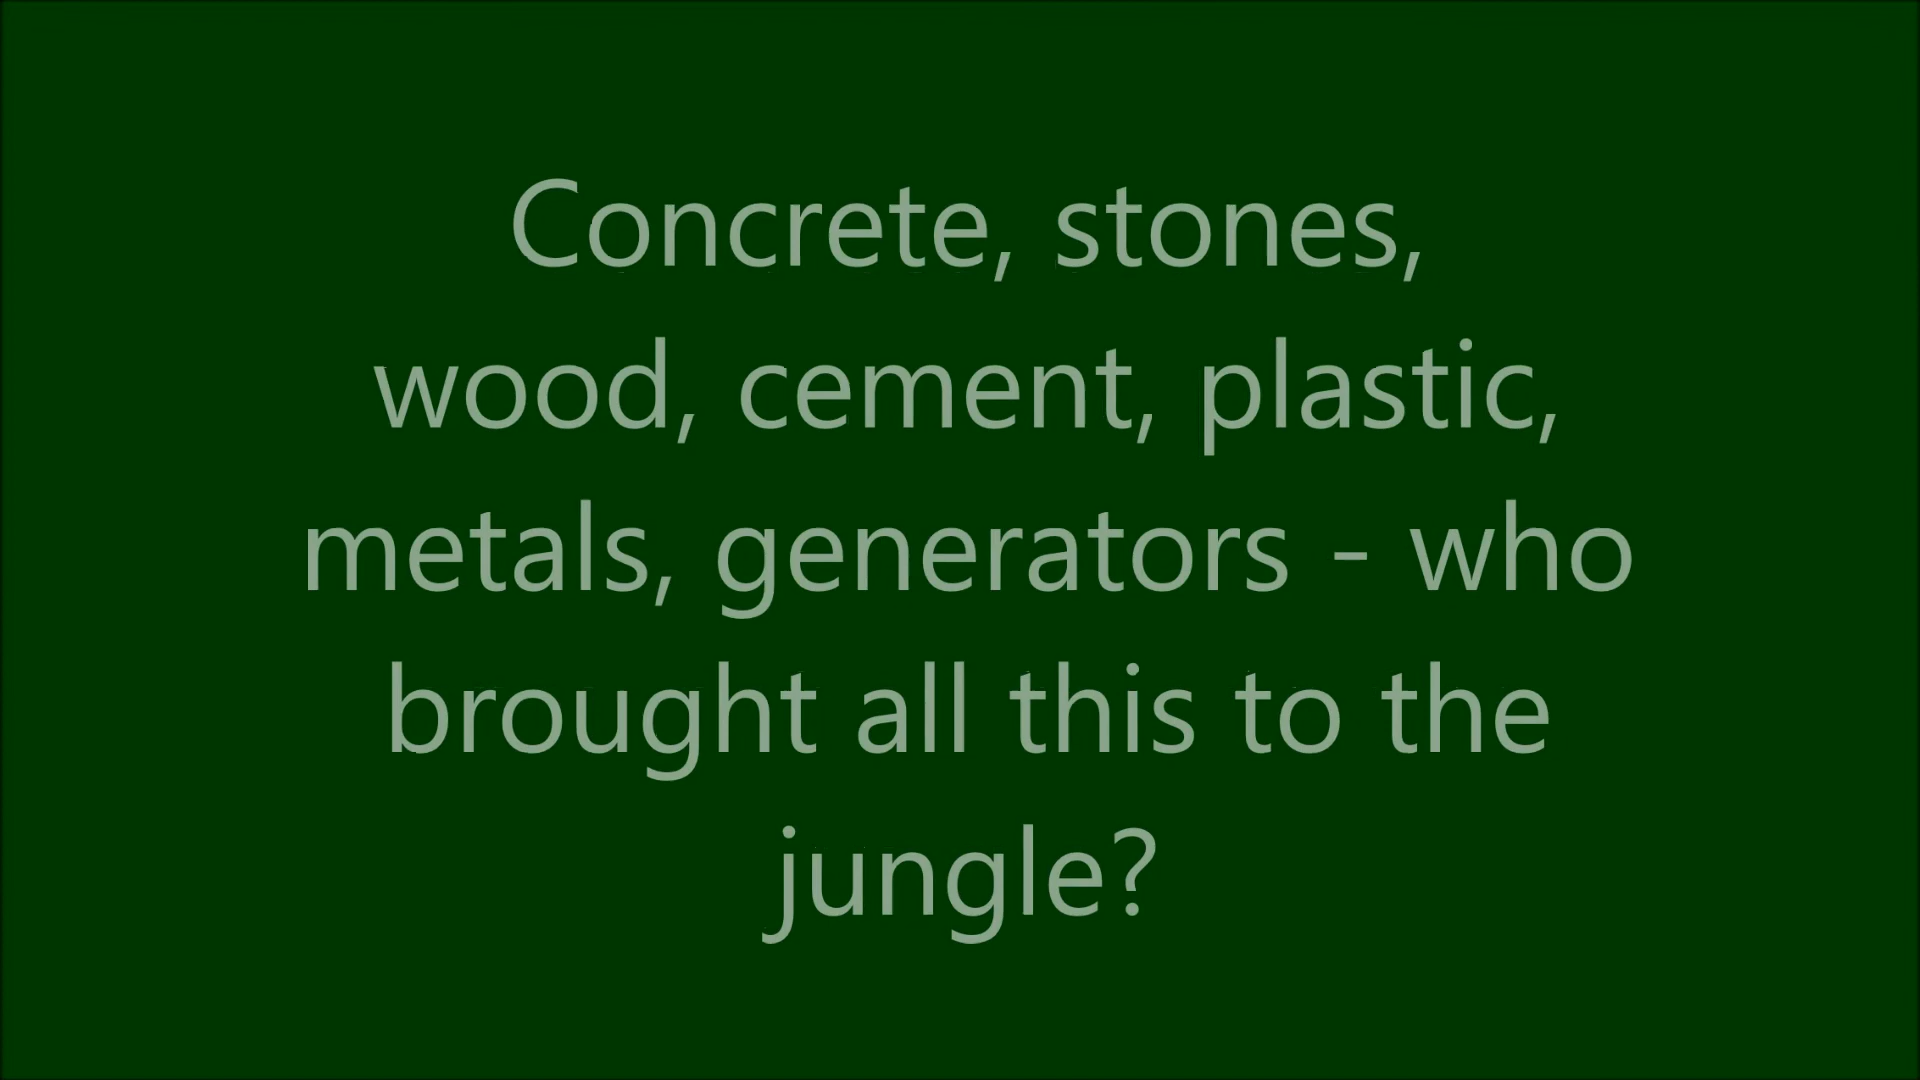 Concrete, stones,
wood, cement, plastic,
metals, generators - who
brought all this to the
jungle?